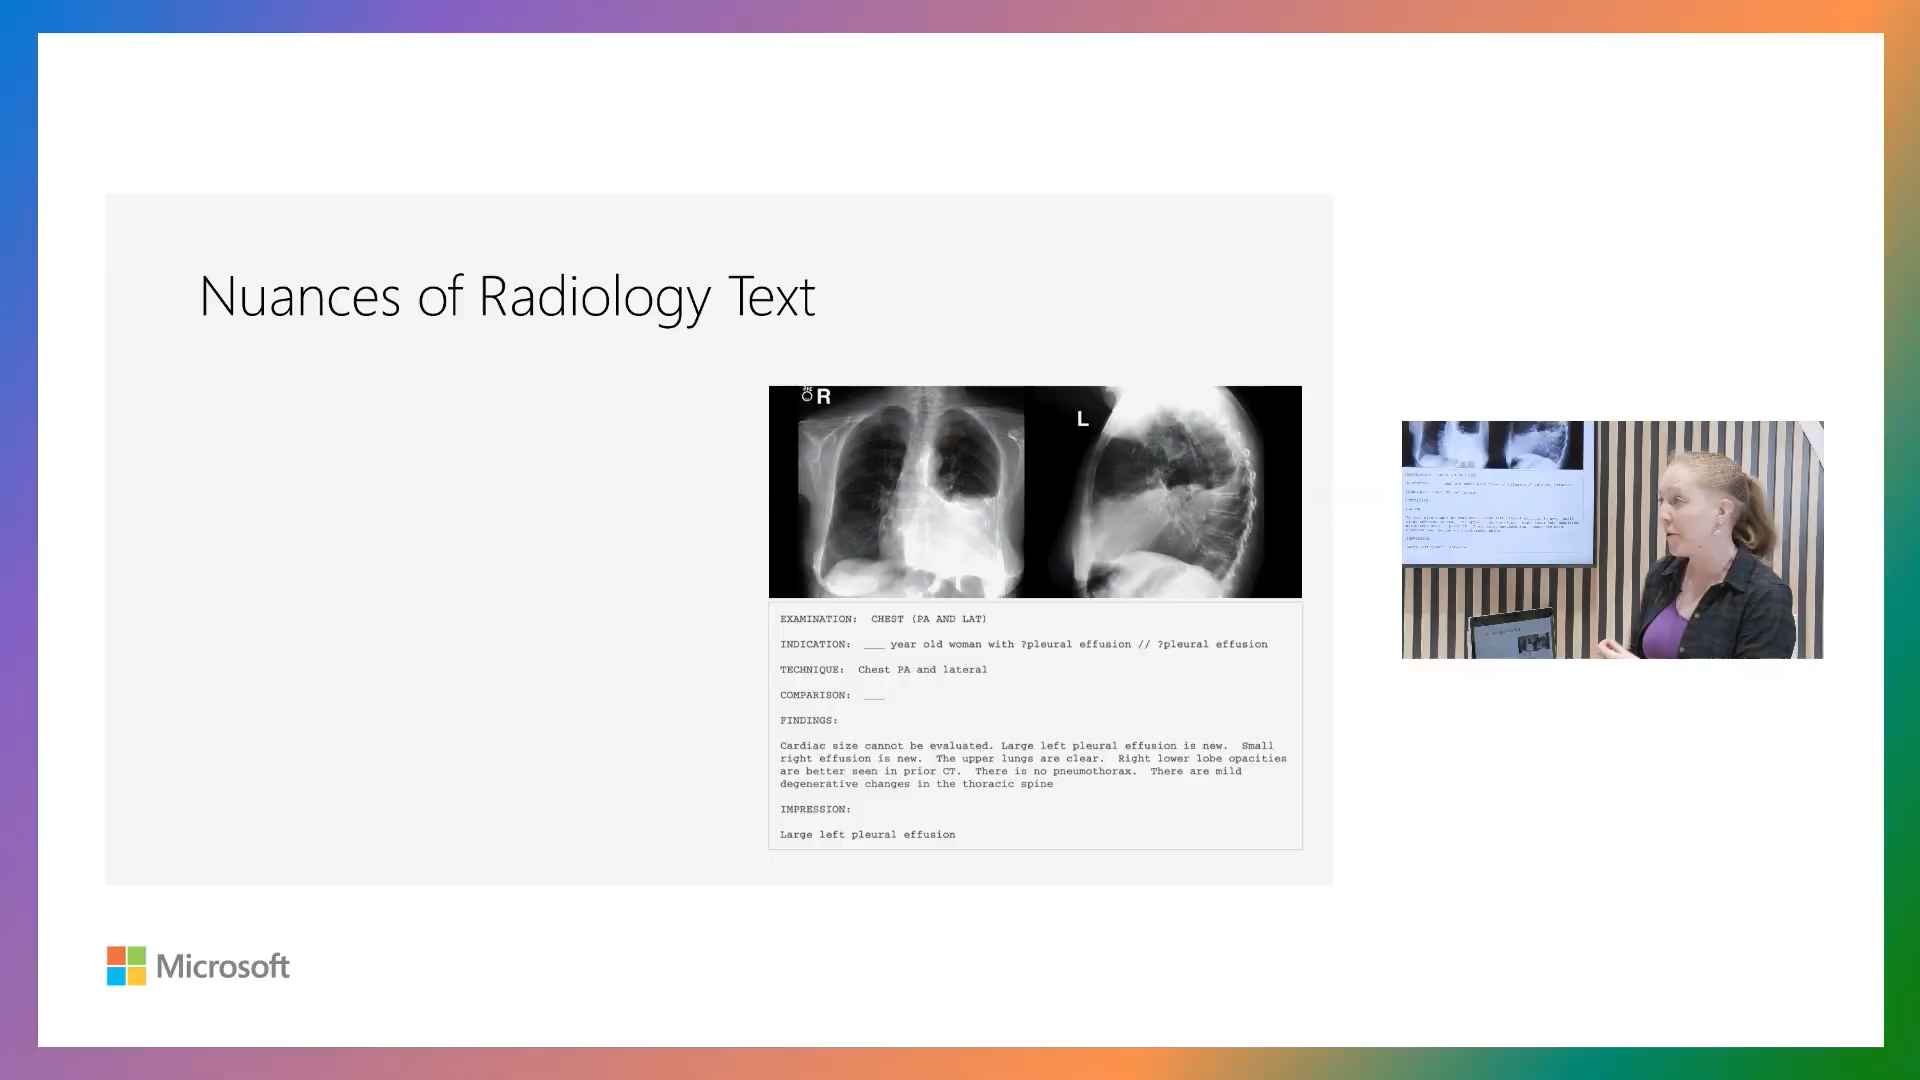 Nuances of Radiology Text
R
L
EXAMINATION: CHEST (PA AND LAT)
INDICATION: ___ year old woman with ?pleural effusion // ?pleural effusion
TECHNIQUE: Chest PA and lateral
COMPARISON: ___
FINDINGS:
Cardiac size cannot be evaluated. Large left pleural effusion is new. Small
right effusion is new. The upper lungs are clear. Right lower lobe opacities
are better seen in prior CT. There is no pneumothorax. There are mild
degenerative changes in the thoracic spine
IMPRESSION:
Large left pleural effusion
Microsoft